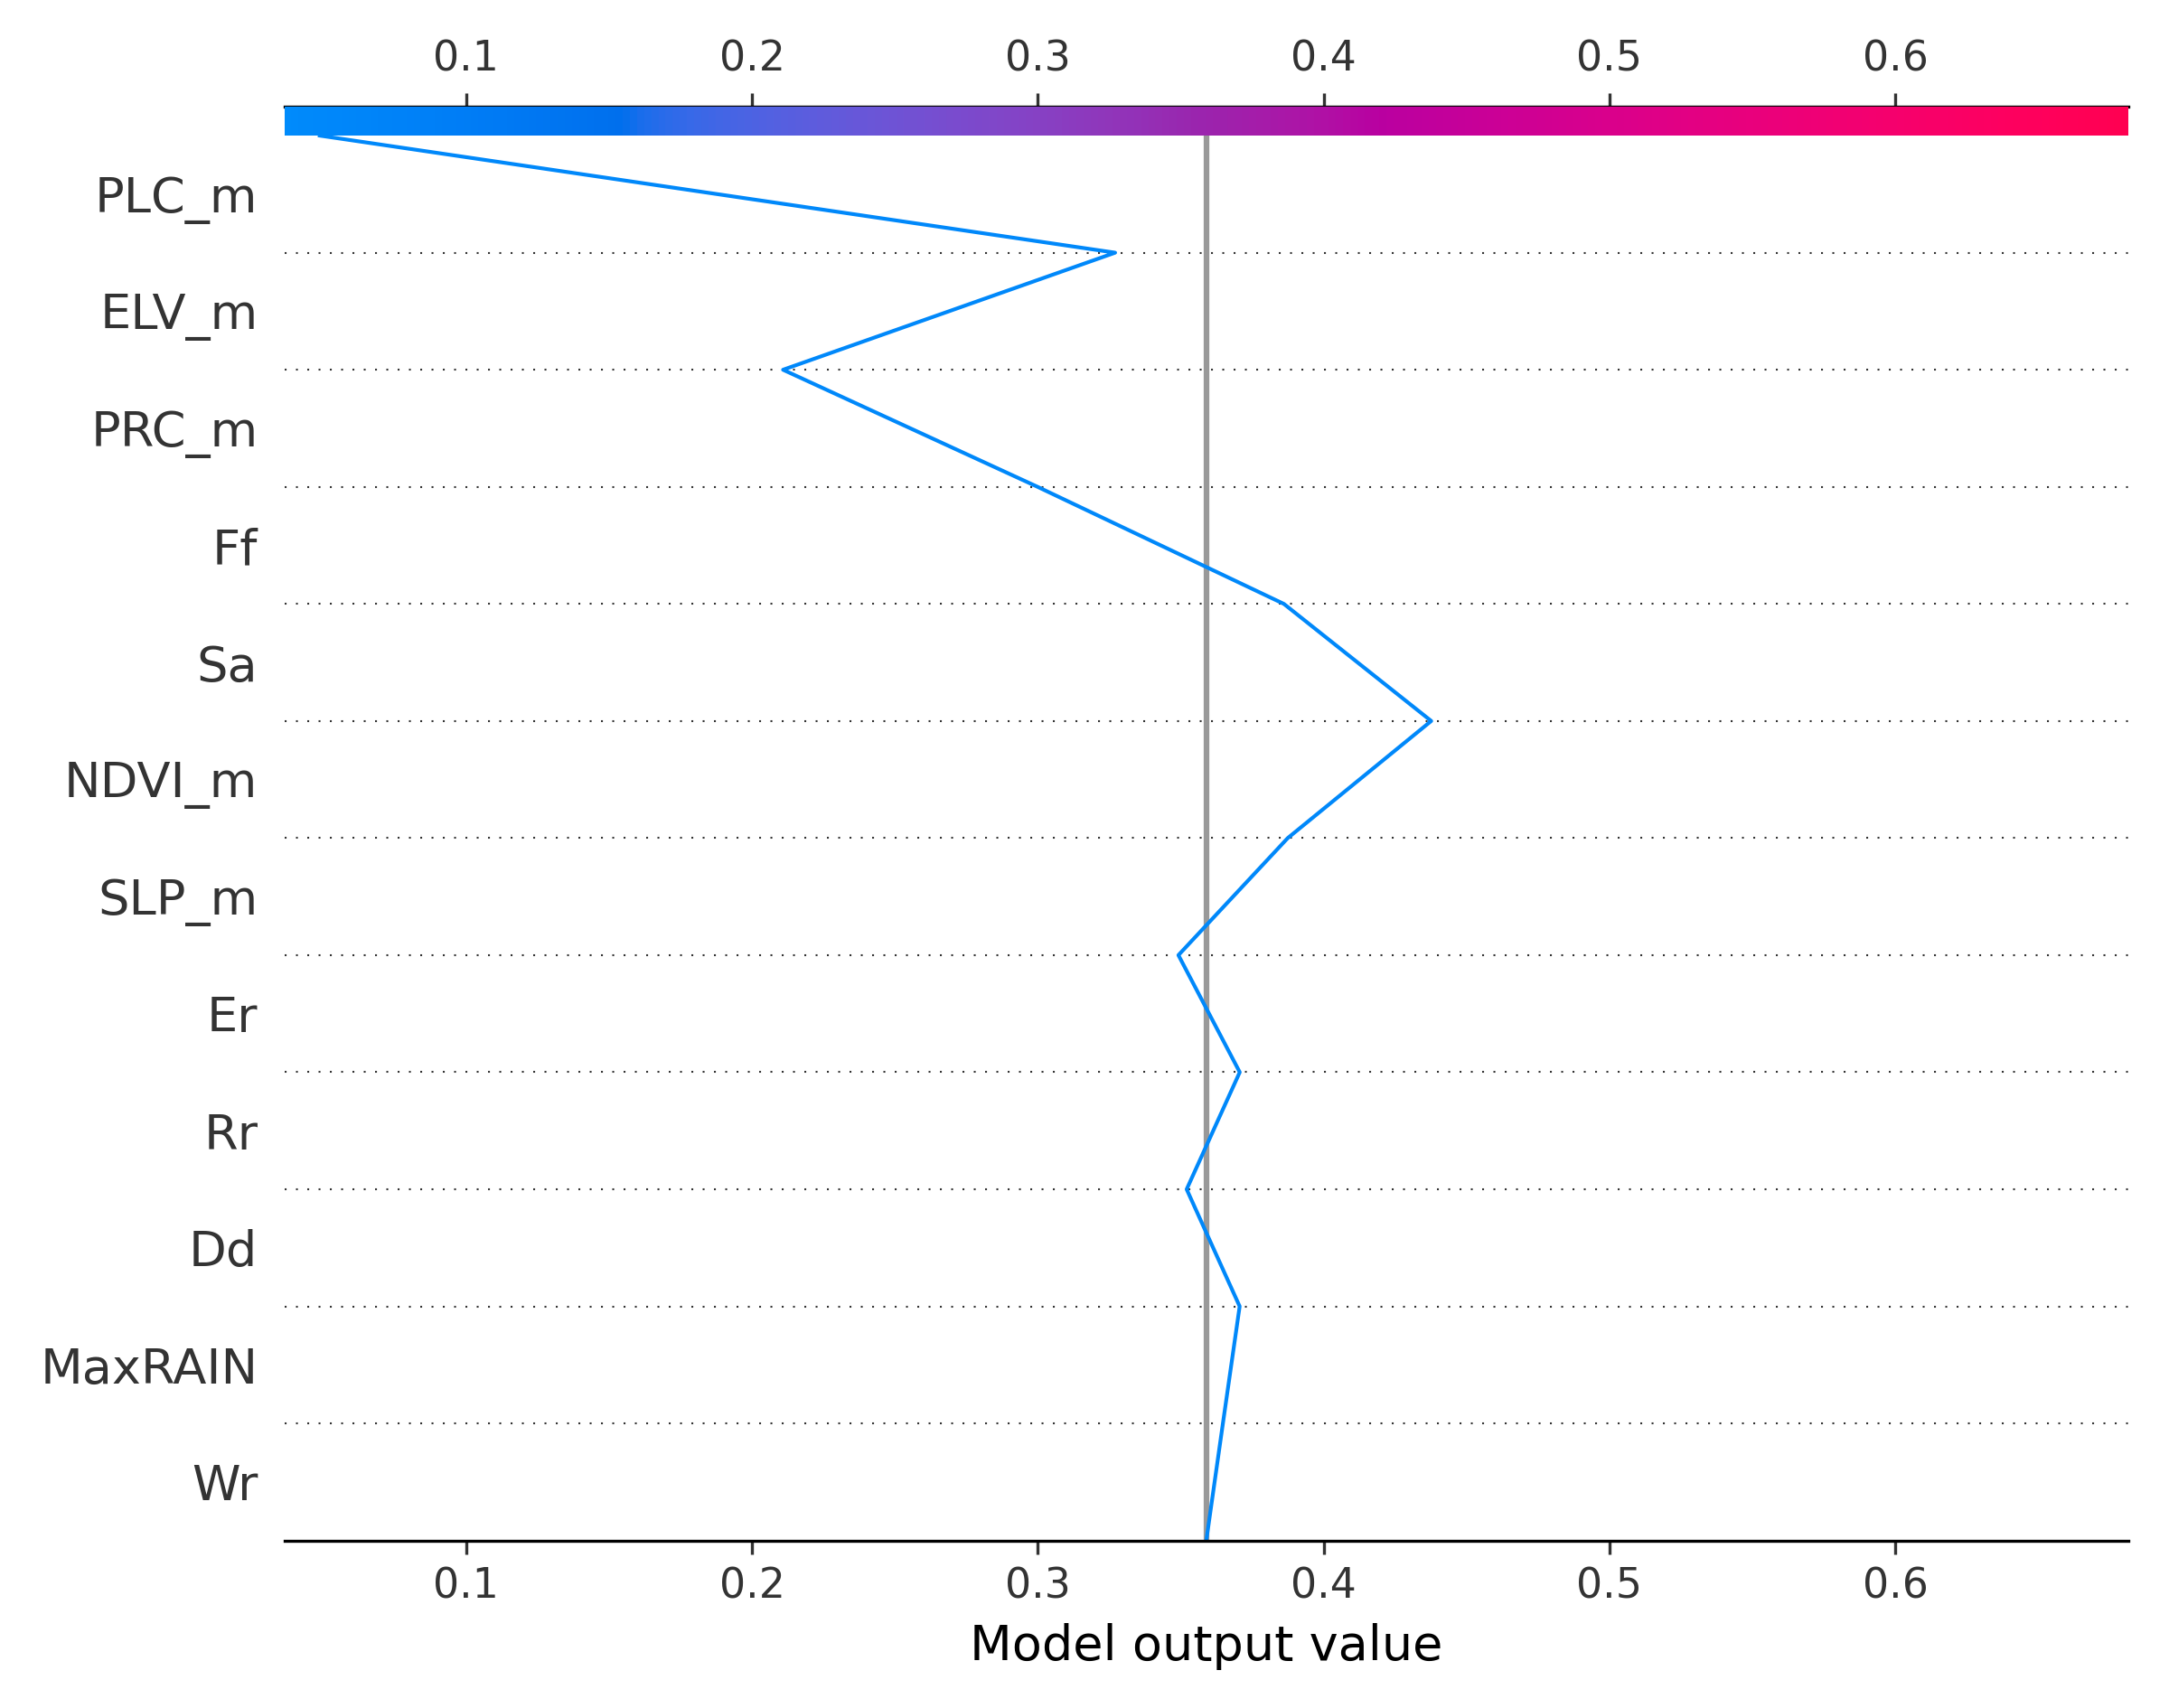 0.1 0.2 0.3 0.4 0.5 0.6
PLC_m
ELV_m
PRC_m
Ff
Sa
NDVI_m
SLP_m
Er
Rr
Dd
MaxRAIN
Wr
0.1 0.2 0.3 0.4 0.5 0.6
Model output value